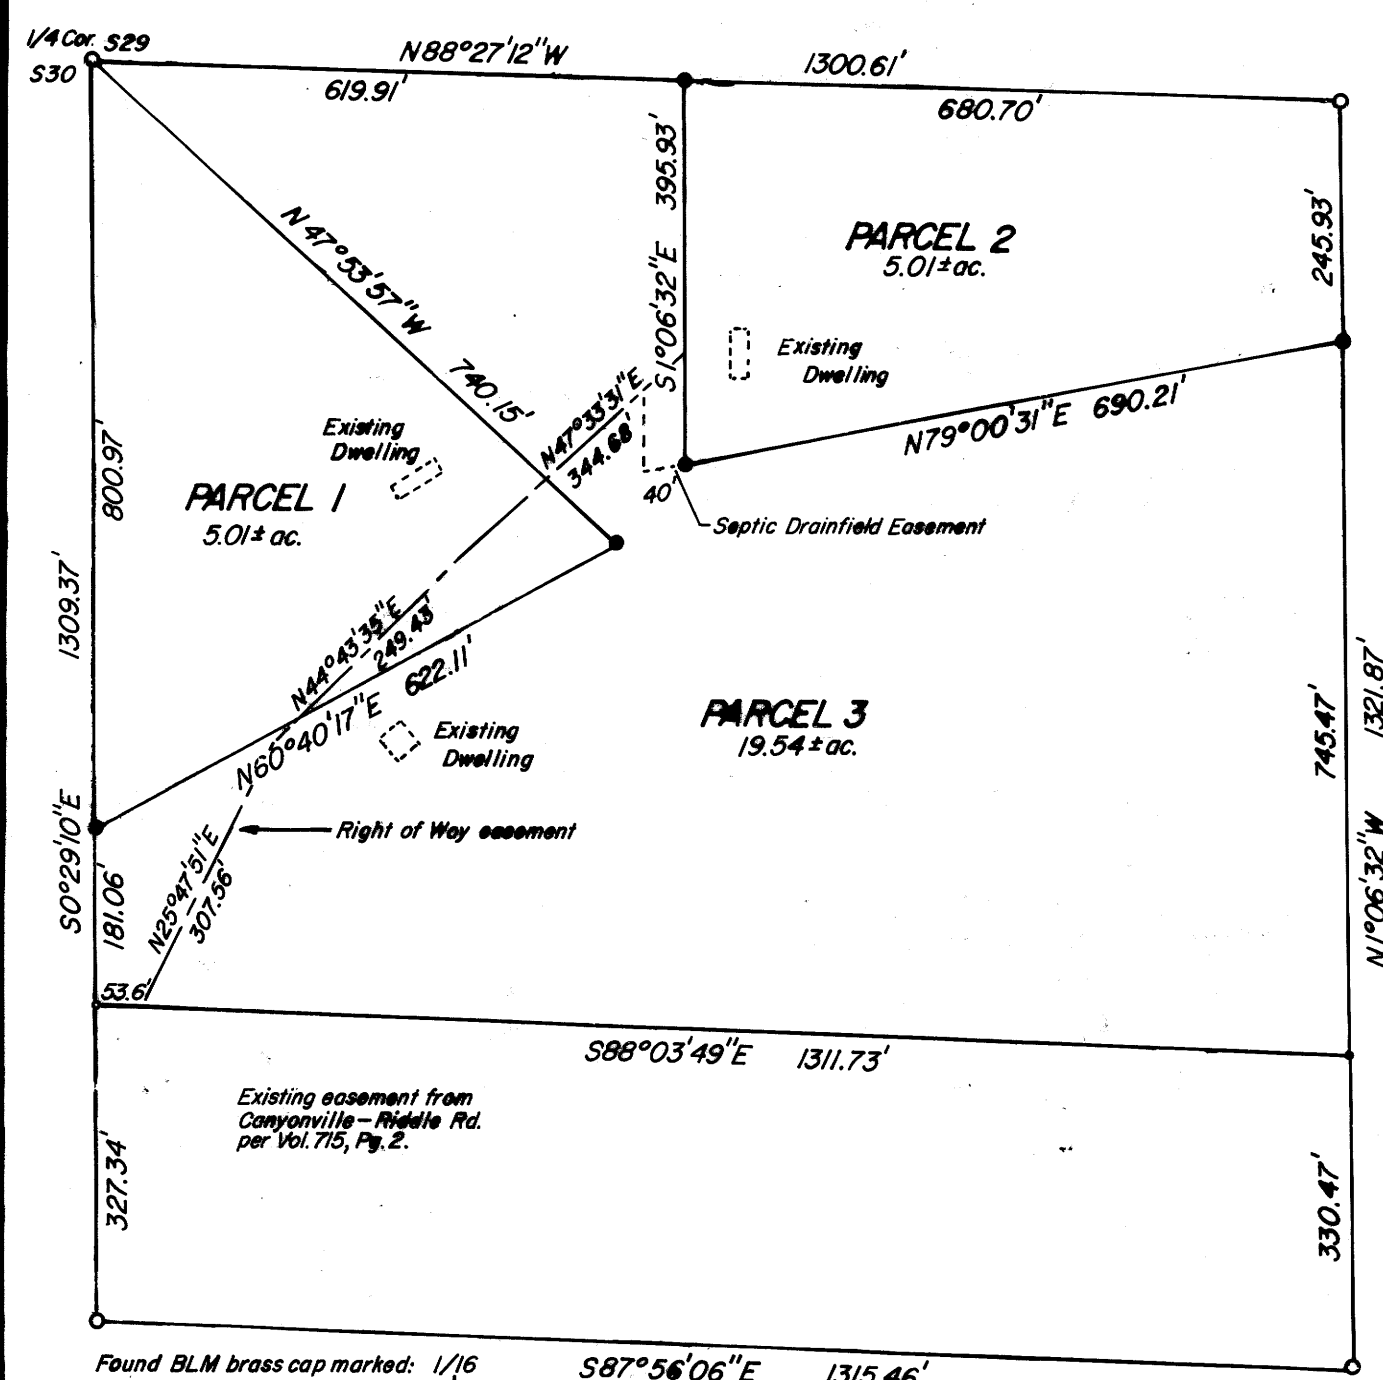 1/4 Cor. S29
S30
N88°27'12"W
1300.61'
619.91'
680.70'
395.93'
S1°06'32"E
245.93'
PARCEL 2
5.01±ac.
Existing
Dwelling
N47°53'57"W
740.15'
N79°00'31"E 690.21'
N47°33'31"E
344.68'
40'
Septic Drainfield Easement
Existing
Dwelling
PARCEL 1
5.01± ac.
800.97'
1309.37'
S0°29'10"E
N44°43'35"E
249.43'
N60°40'17"E 622.11'
Existing
Dwelling
PARCEL 3
19.54±ac.
745.47'
1321.87'
N1°06'32"W
Right of Way easement
N25°47'51"E
307.56'
181.06'
53.6'
S88°03'49"E 1311.73'
Existing easement from
Canyonville-Riddle Rd.
per Vol. 715, Pg. 2.
327.34'
330.47'
Found BLM brass cap marked: 1/16
S87°56'06"E 1315.46'